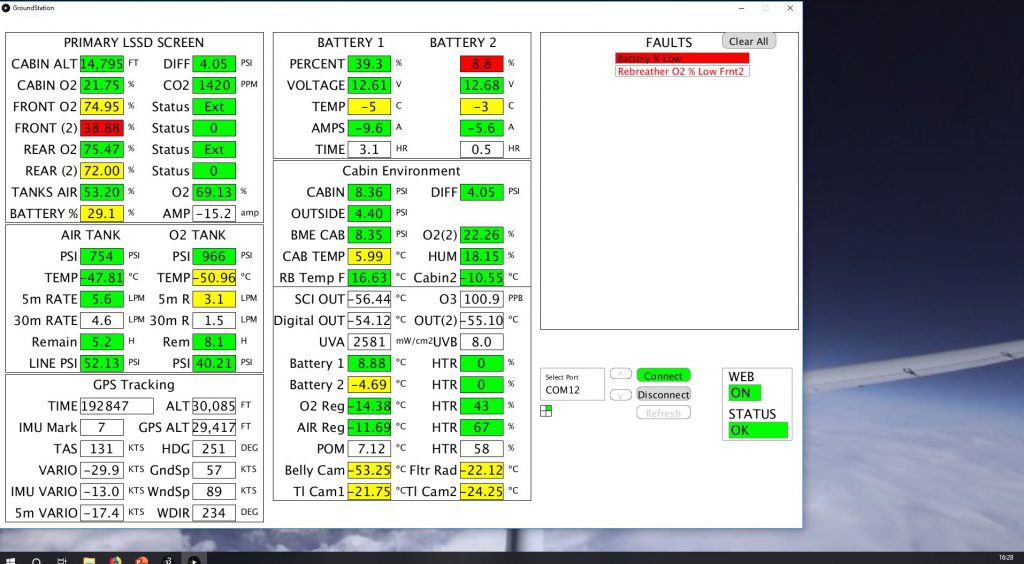 GroundStation
PRIMARY LSSD SCREEN
CABIN ALT 14,795 FT DIFF 4.05 PSI
CABIN O2 21.75 % CO2 1420 PPM
FRONT O2 74.95 % Status Ext
FRONT (2) 38.88 % Status 0
REAR O2 75.47 % Status Ext
REAR (2) 72.00 % Status 0
TANKS AIR 53.20 % O2 69.13 %
BATTERY % 29.1 % AMP -15.2 amp
AIR TANK O2 TANK
PSI 754 PSI PSI 966 PSI
TEMP -47.81 °C TEMP -50.96 °C
5m RATE 5.6 LPM 5m R 3.1 LPM
30m RATE 4.6 LPM 30m R 1.5 LPM
Remain 5.2 H Rem 8.1 H
LINE PSI 52.13 PSI PSI 40.21 PSI
GPS Tracking
TIME 192847 ALT 30,085 FT
IMU Mark 7 GPS ALT 29,417 FT
TAS 131 KTS HDG 251 DEG
VARIO -29.9 KTS GndSp 57 KTS
IMU VARIO -13.0 KTS WndSp 89 KTS
5m VARIO -17.4 KTS WDIR 234 DEG
BATTERY 1 BATTERY 2
PERCENT 39.3 % 8.8 %
VOLTAGE 12.61 V 12.68 V
TEMP -5 C -3 C
AMPS -9.6 A -5.6 A
TIME 3.1 HR 0.5 HR
Cabin Environment
CABIN 8.36 PSI DIFF 4.05 PSI
OUTSIDE 4.40 PSI
BME CAB 8.35 PSI O2(2) 22.26 %
CAB TEMP 5.99 °C HUM 18.15 %
RB Temp F 16.63 °C Cabin2 -10.55 °C
SCI OUT -56.44 °C O3 100.9 PPB
Digital OUT -54.12 °C OUT(2) -55.10 °C
UVA 2581 mW/cm2 UVB 8.0
Battery 1 8.88 °C HTR 0 %
Battery 2 -4.69 °C HTR 0 %
O2 Reg -14.38 °C HTR 43 %
AIR Reg -11.69 °C HTR 67 %
POM 7.12 °C HTR 58 %
Belly Cam -53.25 °C Fltr Rad -22.12 °C
Tl Cam1 -21.75 °C Tl Cam2 -24.25 °C
FAULTS Clear All
Battery % Low
Rebreather O2 % Low Frnt2
Select Port
COM12
Connect
Disconnect
Refresh
WEB
ON
STATUS
OK
16:28